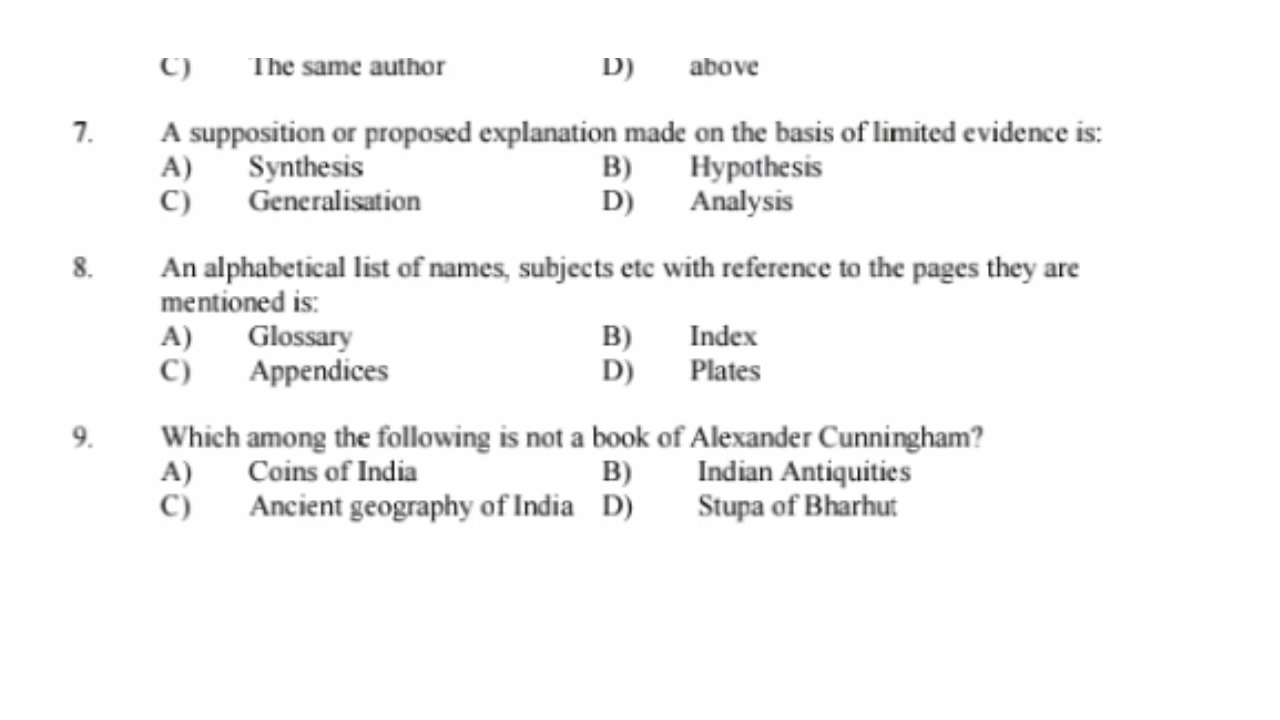 C) The same author D) above
7. A supposition or proposed explanation made on the basis of limited evidence is:
A) Synthesis B) Hypothesis
C) Generalisation D) Analysis
8. An alphabetical list of names, subjects etc with reference to the pages they are
mentioned is:
A) Glossary B) Index
C) Appendices D) Plates
9. Which among the following is not a book of Alexander Cunningham?
A) Coins of India B) Indian Antiquities
C) Ancient geography of India D) Stupa of Bharhut